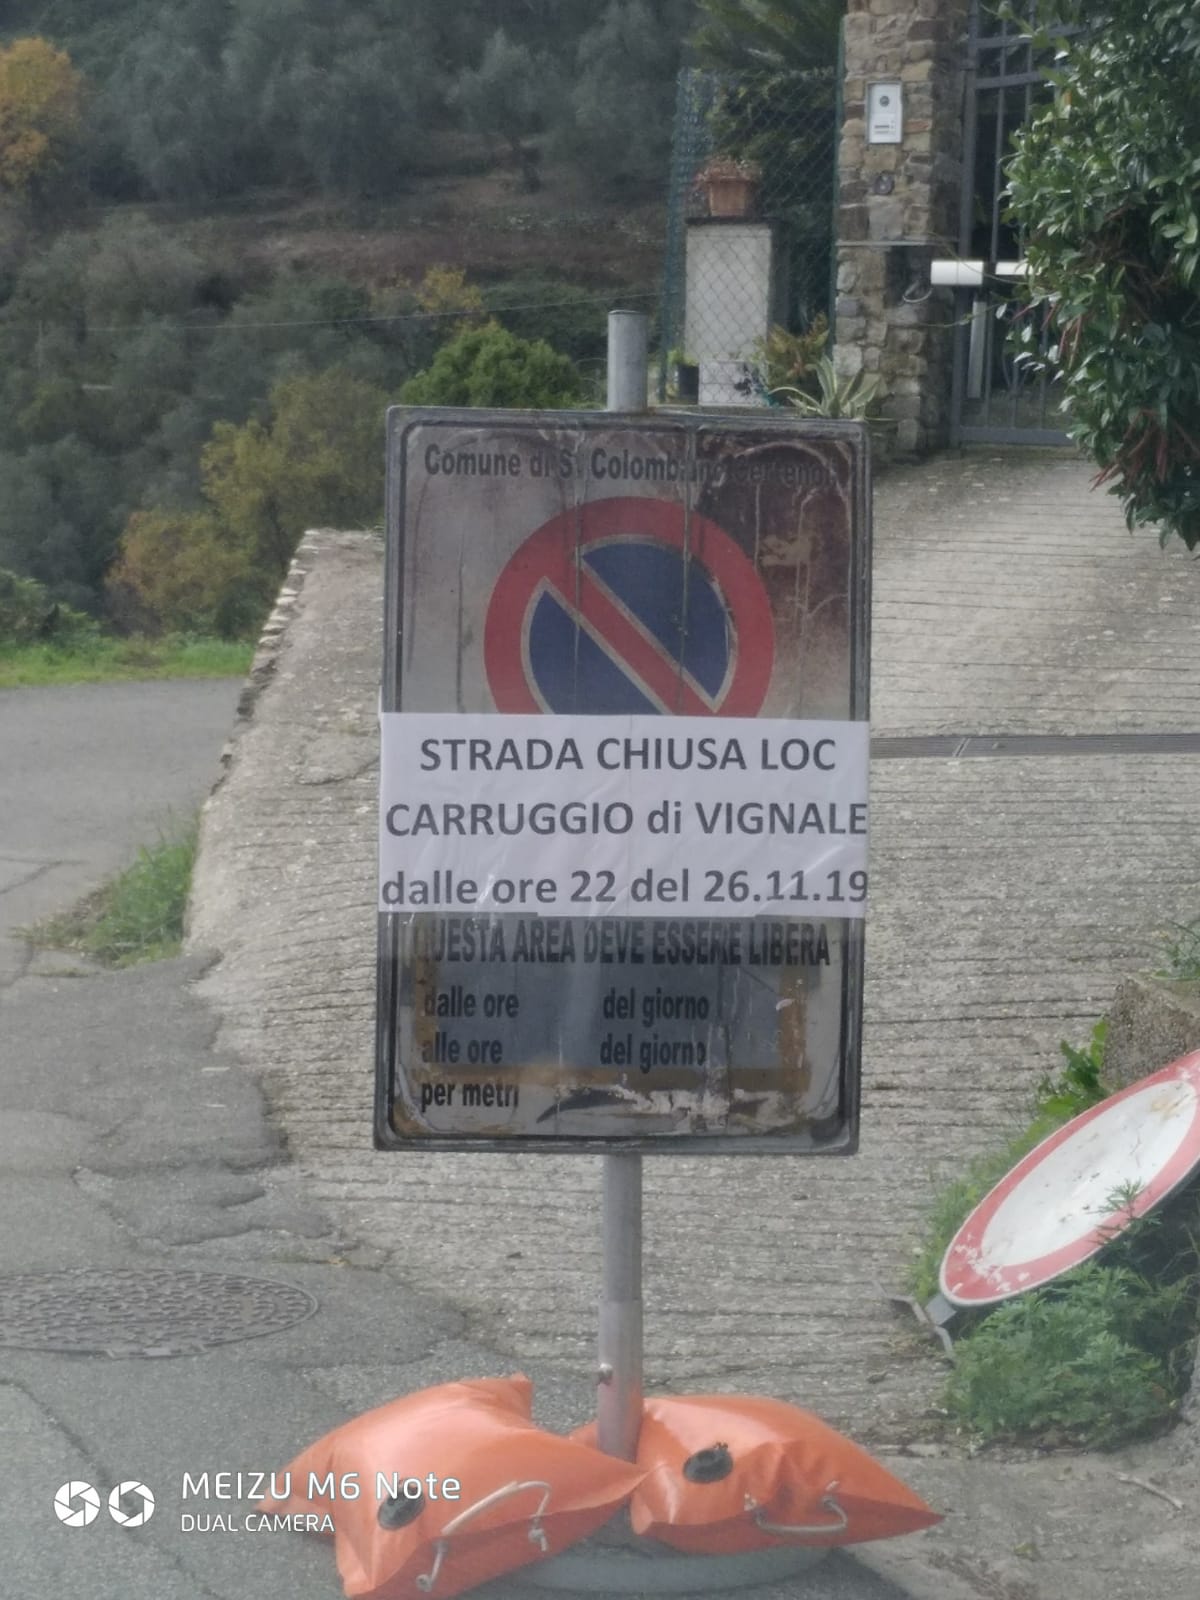 Comune di S. Colombano Certenoli
STRADA CHIUSA LOC
CARRUGGIO di VIGNALE
dalle ore 22 del 26.11.19
QUESTA AREA DEVE ESSERE LIBERA
dalle ore del giorno
alle ore del giorno
per metri
MEIZU M6 Note
DUAL CAMERA